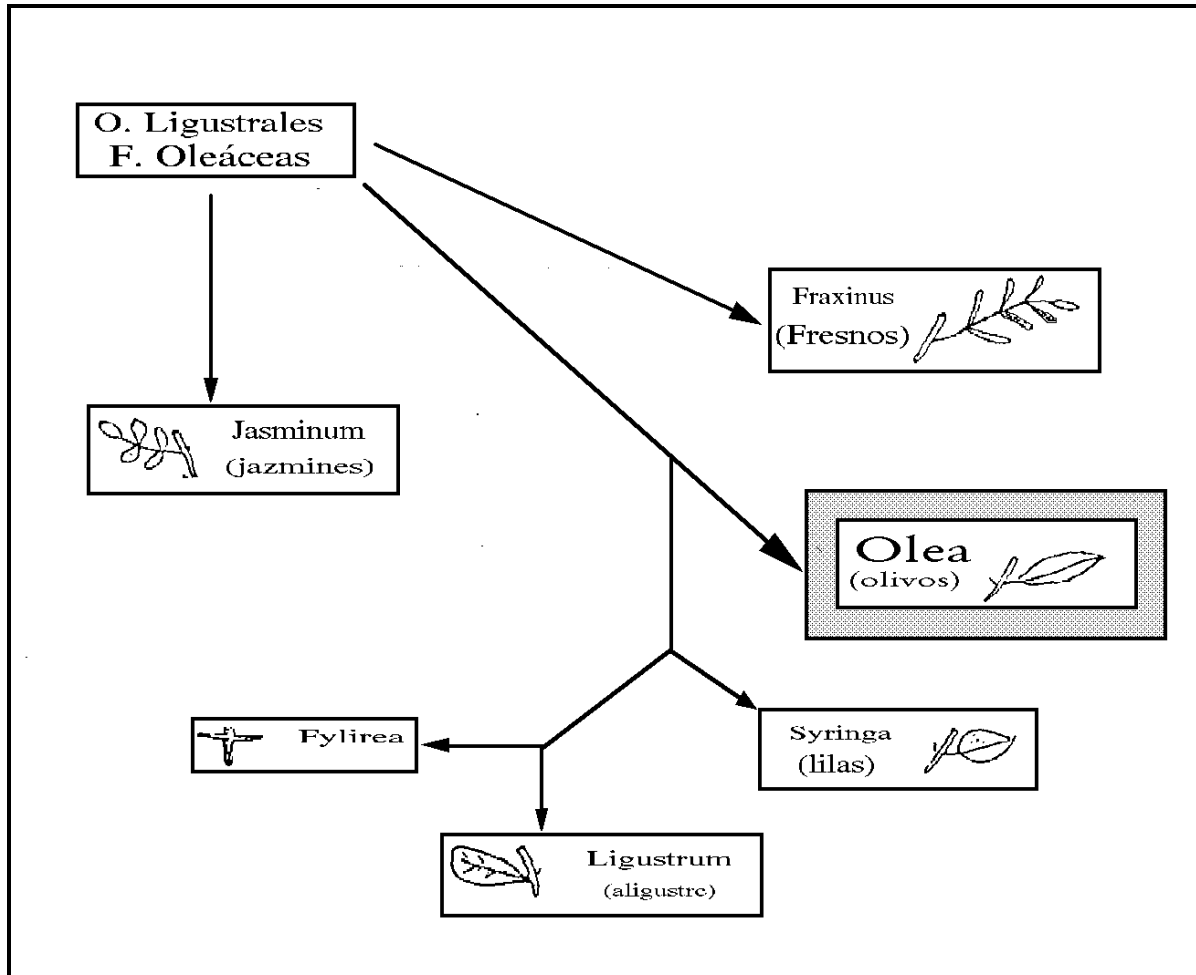 O. Ligustrales
F. Oleáceas
Fraxinus
(Fresnos)
Jasminum
(jazmines)
Olea
(olivos)
Fylirea
Syringa
(lilas)
Ligustrum
(aligustre)